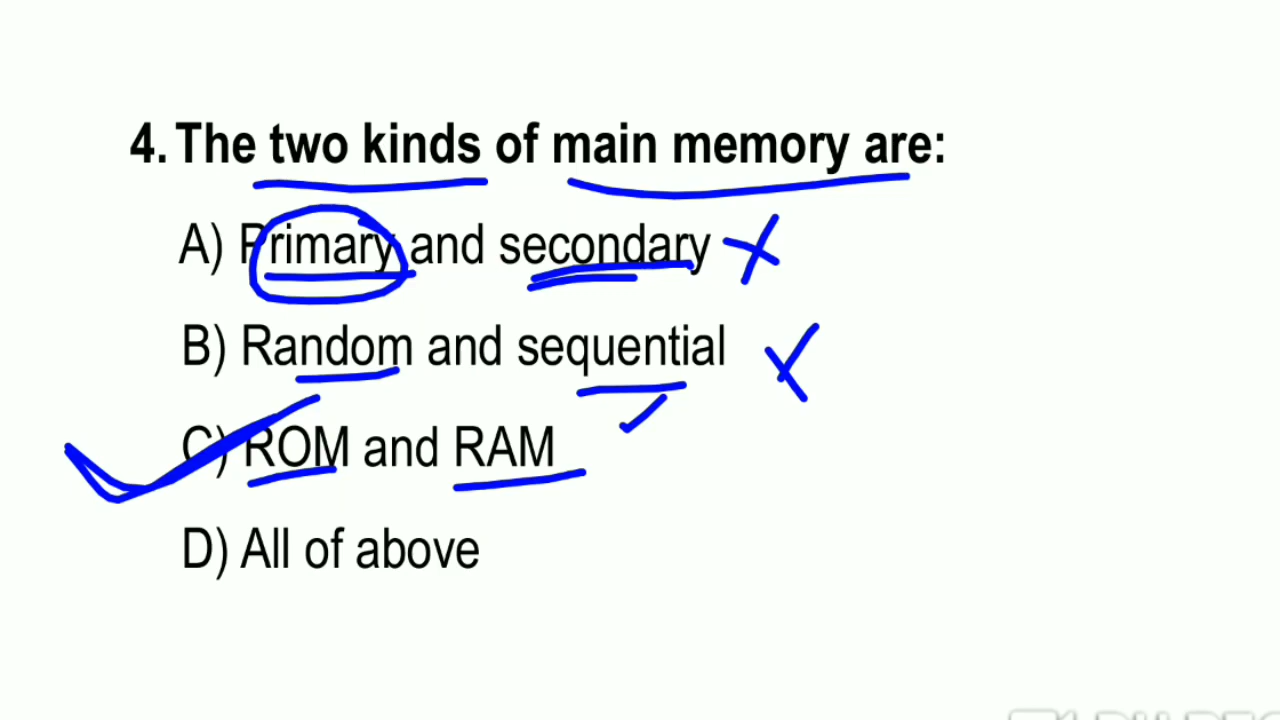 4. The two kinds of main memory are:
A) Primary and secondary
B) Random and sequential
C) ROM and RAM
D) All of above